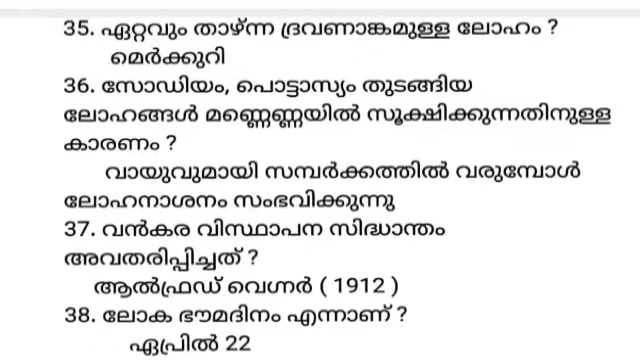 35. ഏറ്റവും താഴ്ന്ന ദ്രവണാങ്കമുള്ള ലോഹം ?
മെർക്കുറി
36. സോഡിയം, പൊട്ടാസ്യം തുടങ്ങിയ
ലോഹങ്ങൾ മണ്ണെണ്ണയിൽ സൂക്ഷിക്കുന്നതിനുള്ള
കാരണം ?
വായുവുമായി സമ്പർക്കത്തിൽ വരുമ്പോൾ
ലോഹനാശനം സംഭവിക്കുന്നു
37. വൻകര വിസ്ഥാപന സിദ്ധാന്തം
അവതരിപ്പിച്ചത് ?
ആൽഫ്രഡ് വെഗ്നർ ( 1912 )
38. ലോക ഭൗമദിനം എന്നാണ് ?
ഏപ്രിൽ 22